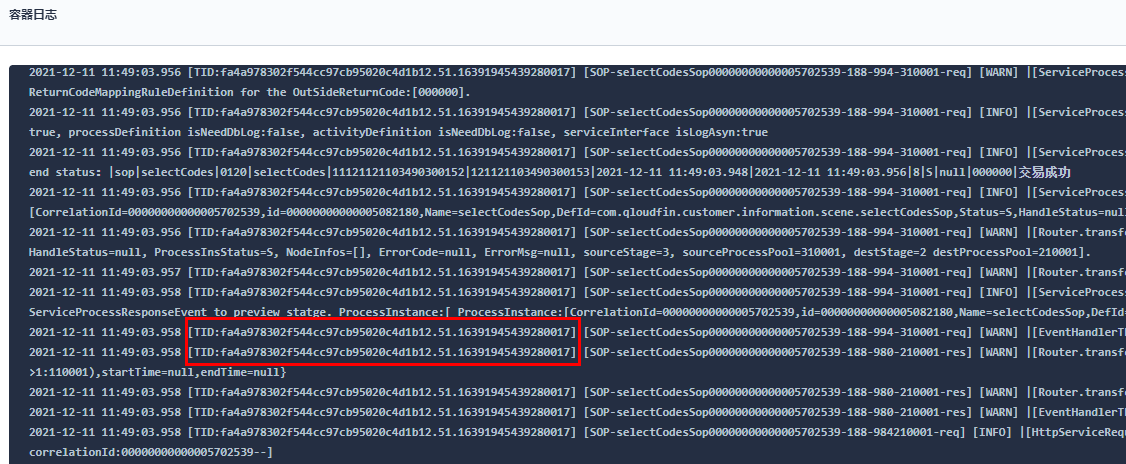 容器日志
2021-12-11 11:49:03.956 [TID:fa4a978302f544cc97cb95020c4d1b12.51.16391945439280017] [SOP-selectCodesSop00000000000005702539-188-994-310001-req] [WARN] |[ServiceProcess
ReturnCodeMappingRuleDefinition for the OutSideReturnCode:[000000].
2021-12-11 11:49:03.956 [TID:fa4a978302f544cc97cb95020c4d1b12.51.16391945439280017] [SOP-selectCodesSop00000000000005702539-188-994-310001-req] [INFO] |[ServiceProcess
true, processDefinition isNeedDbLog:false, activityDefinition isNeedDbLog:false, serviceInterface isLogAsyn:true
2021-12-11 11:49:03.956 [TID:fa4a978302f544cc97cb95020c4d1b12.51.16391945439280017] [SOP-selectCodesSop00000000000005702539-188-994-310001-req] [INFO] |[ServiceProcess
end status: |sop|selectCodes|0120|selectCodes|11121121103490300152|121121103490300153|2021-12-11 11:49:03.948|2021-12-11 11:49:03.956|8|S|null|000000|交易成功
2021-12-11 11:49:03.956 [TID:fa4a978302f544cc97cb95020c4d1b12.51.16391945439280017] [SOP-selectCodesSop00000000000005702539-188-994-310001-req] [INFO] |[ServiceProcess
[CorrelationId=00000000000005702539,id=00000000000005082180,Name=selectCodesSop,DefId=com.qloudfin.customer.information.scene.selectCodesSop,Status=S,HandleStatus=null
2021-12-11 11:49:03.956 [TID:fa4a978302f544cc97cb95020c4d1b12.51.16391945439280017] [SOP-selectCodesSop00000000000005702539-188-994-310001-req] [WARN] |[Router.transfe
HandleStatus=null, ProcessInsStatus=S, NodeInfos=[], ErrorCode=null, ErrorMsg=null, sourceStage=3, sourceProcessPool=310001, destStage=2 destProcessPool=210001].
2021-12-11 11:49:03.957 [TID:fa4a978302f544cc97cb95020c4d1b12.51.16391945439280017] [SOP-selectCodesSop00000000000005702539-188-994-310001-req] [WARN] |[Router.transfe
2021-12-11 11:49:03.958 [TID:fa4a978302f544cc97cb95020c4d1b12.51.16391945439280017] [SOP-selectCodesSop00000000000005702539-188-994-310001-req] [INFO] |[ServiceProcess
ServiceProcessResponseEvent to preview statge. ProcessInstance:[ ProcessInstance:[CorrelationId=00000000000005702539,id=00000000000005082180,Name=selectCodesSop,DefId=
2021-12-11 11:49:03.958 [TID:fa4a978302f544cc97cb95020c4d1b12.51.16391945439280017] [SOP-selectCodesSop00000000000005702539-188-994-310001-req] [WARN] |[EventHandlerTh
2021-12-11 11:49:03.958 [TID:fa4a978302f544cc97cb95020c4d1b12.51.16391945439280017] [SOP-selectCodesSop00000000000005702539-188-980-210001-res] [WARN] |[Router.transfe
>1:110001),startTime=null,endTime=null}
2021-12-11 11:49:03.958 [TID:fa4a978302f544cc97cb95020c4d1b12.51.16391945439280017] [SOP-selectCodesSop00000000000005702539-188-980-210001-res] [WARN] |[Router.transfe
2021-12-11 11:49:03.958 [TID:fa4a978302f544cc97cb95020c4d1b12.51.16391945439280017] [SOP-selectCodesSop00000000000005702539-188-980-210001-res] [WARN] |[EventHandlerTh
2021-12-11 11:49:03.958 [TID:fa4a978302f544cc97cb95020c4d1b12.51.16391945439280017] [SOP-selectCodesSop00000000000005702539-188-984210001-req] [INFO] |[HttpServiceRequ
correlationId:00000000000005702539--]